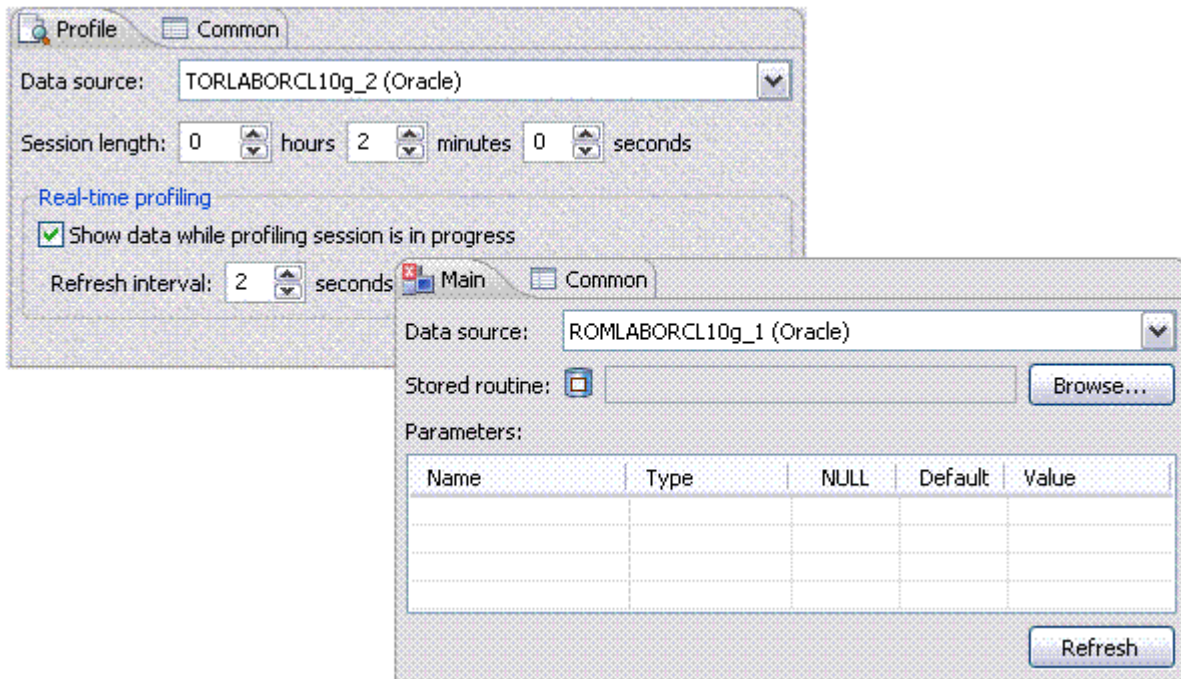 Profile Common
Data source: TORLABORCL10g_2 (Oracle)
Session length: 0 hours 2 minutes 0 seconds
Real-time profiling
Show data while profiling session is in progress
Refresh interval: 2 seconds
Main Common
Data source: ROMLABORCL10g_1 (Oracle)
Stored routine: Browse...
Parameters:
Name Type NULL Default Value
Refresh